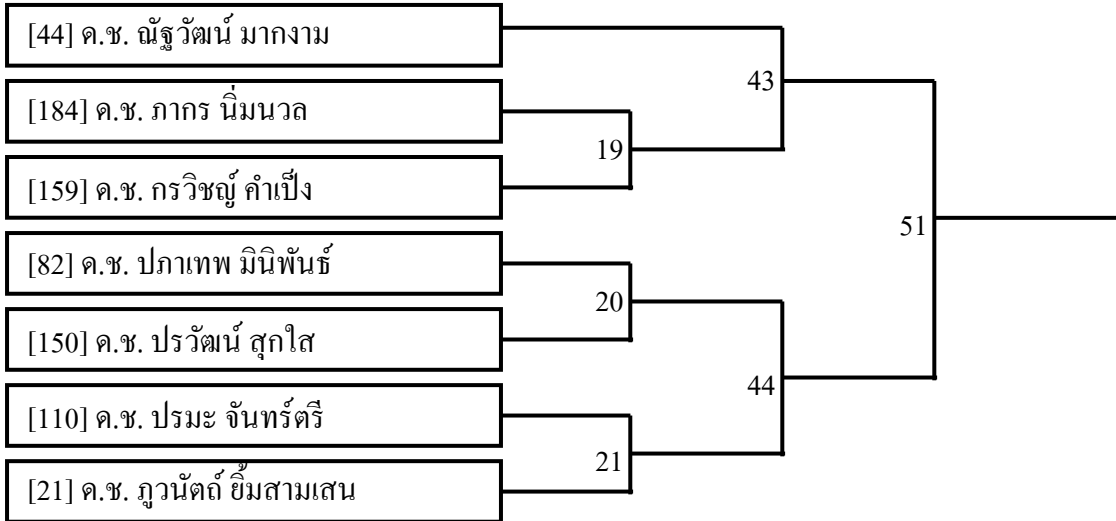 [44] ด.ช. ณัฐวัฒน์ มากงาม
43
[184] ด.ช. ภากร นิ่มนวล
19
[159] ด.ช. กรวิชญ์ คำเป็ง
51
[82] ด.ช. ปภาเทพ มินิพันธ์
20
[150] ด.ช. ปรวัฒน์ สุกใส
44
[110] ด.ช. ปรมะ จันทร์ตรี
21
[21] ด.ช. ภูวนัตถ์ ยิ้มสามเสน